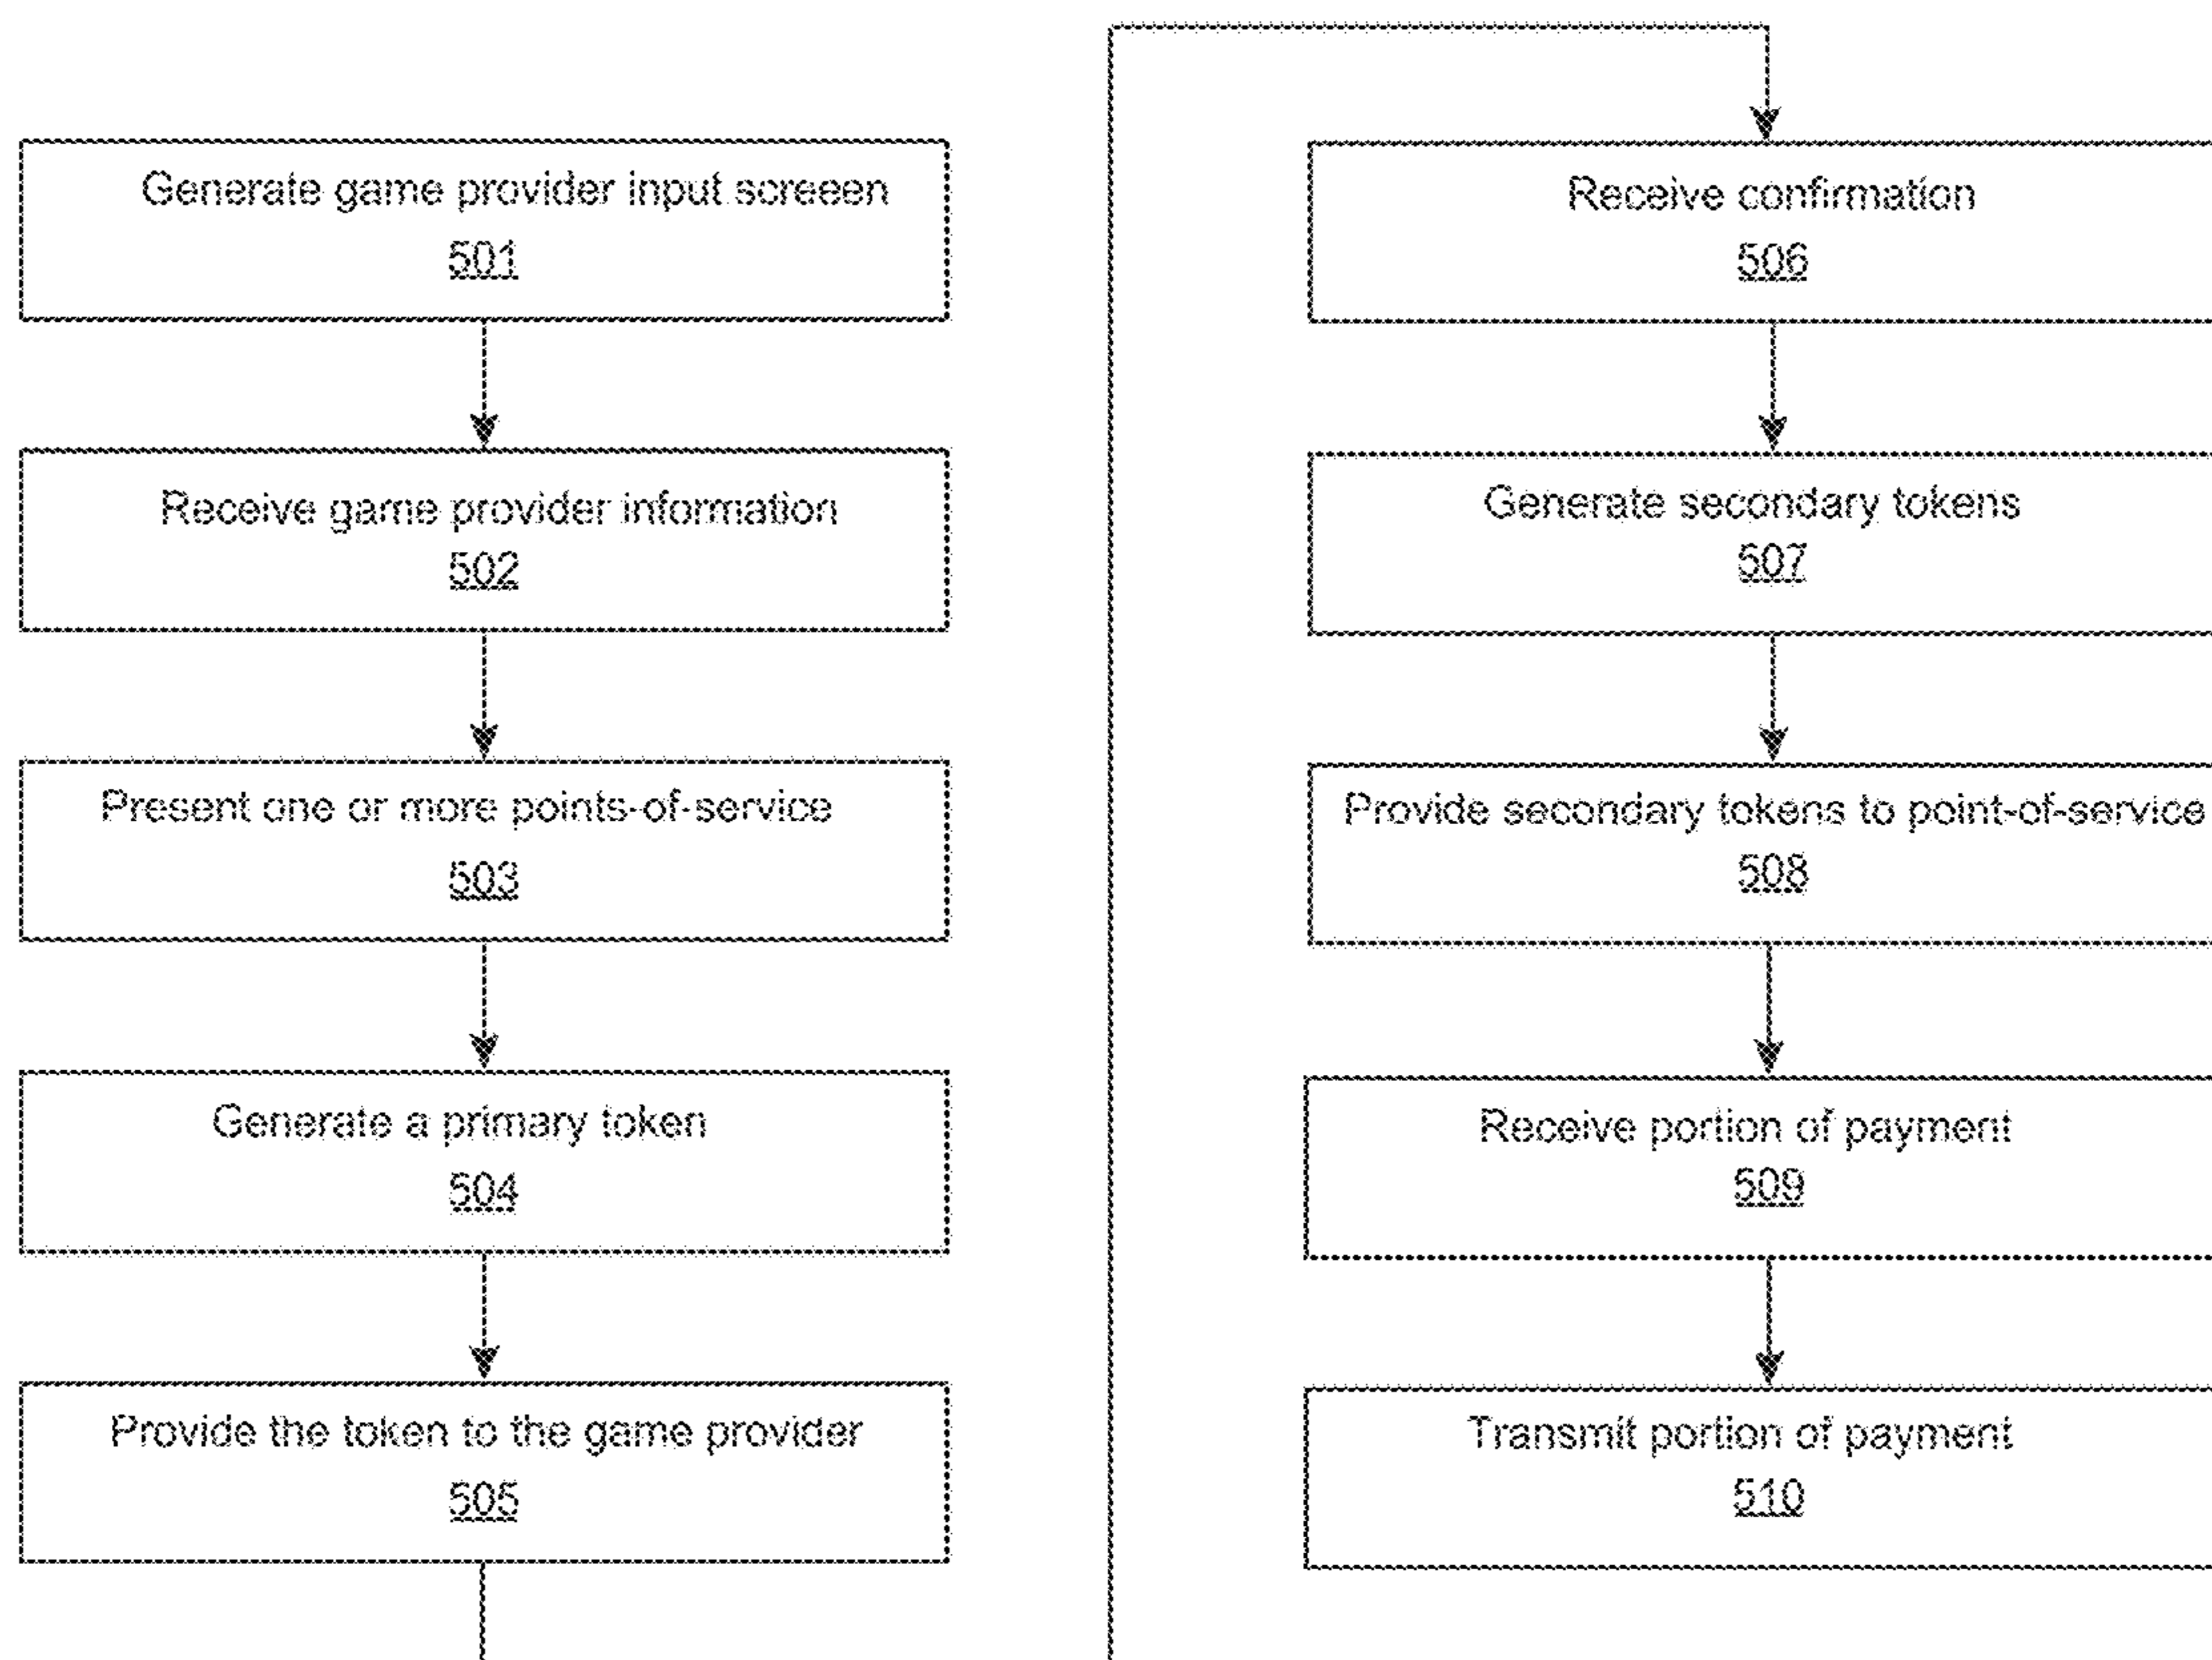 Generate game provider input screeen
501
Receive game provider information
502
Present one or more points-of-service
503
Generate a primary token
504
Provide the token to the game provider
505
Receive confirmation
506
Generate secondary tokens
507
Provide secondary tokens to point-of-service
508
Receive portion of payment
509
Transmit portion of payment
510